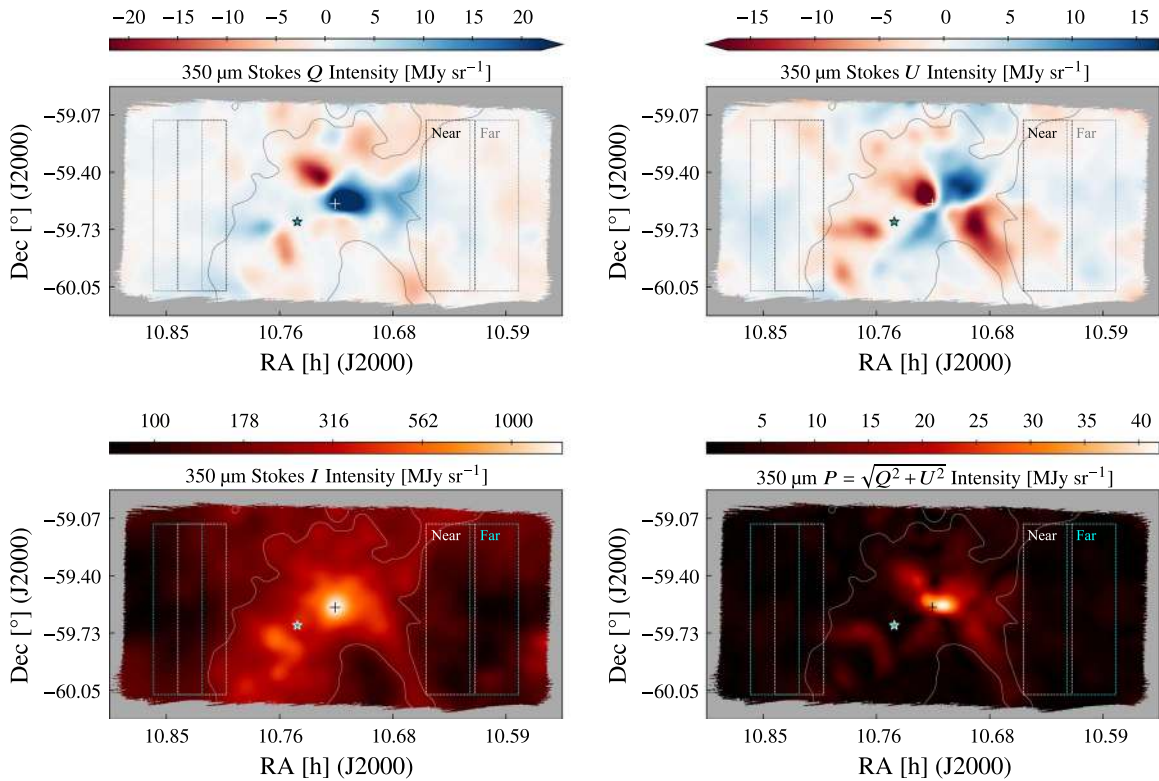 −20 −15 −10 −5 0 5 10 15 20
350 μm Stokes Q Intensity [MJy sr⁻¹]
−59.07
−59.40
−59.73
−60.05
Dec [°] (J2000)
Near Far
10.85 10.76 10.68 10.59
RA [h] (J2000)
−15 −10 −5 0 5 10 15
350 μm Stokes U Intensity [MJy sr⁻¹]
−59.07
−59.40
−59.73
−60.05
Dec [°] (J2000)
Near Far
10.85 10.76 10.68 10.59
RA [h] (J2000)
100 178 316 562 1000
350 μm Stokes I Intensity [MJy sr⁻¹]
−59.07
−59.40
−59.73
−60.05
Dec [°] (J2000)
Near Far
10.85 10.76 10.68 10.59
RA [h] (J2000)
5 10 15 20 25 30 35 40
350 μm P = √(Q² + U²) Intensity [MJy sr⁻¹]
−59.07
−59.40
−59.73
−60.05
Dec [°] (J2000)
Near Far
10.85 10.76 10.68 10.59
RA [h] (J2000)